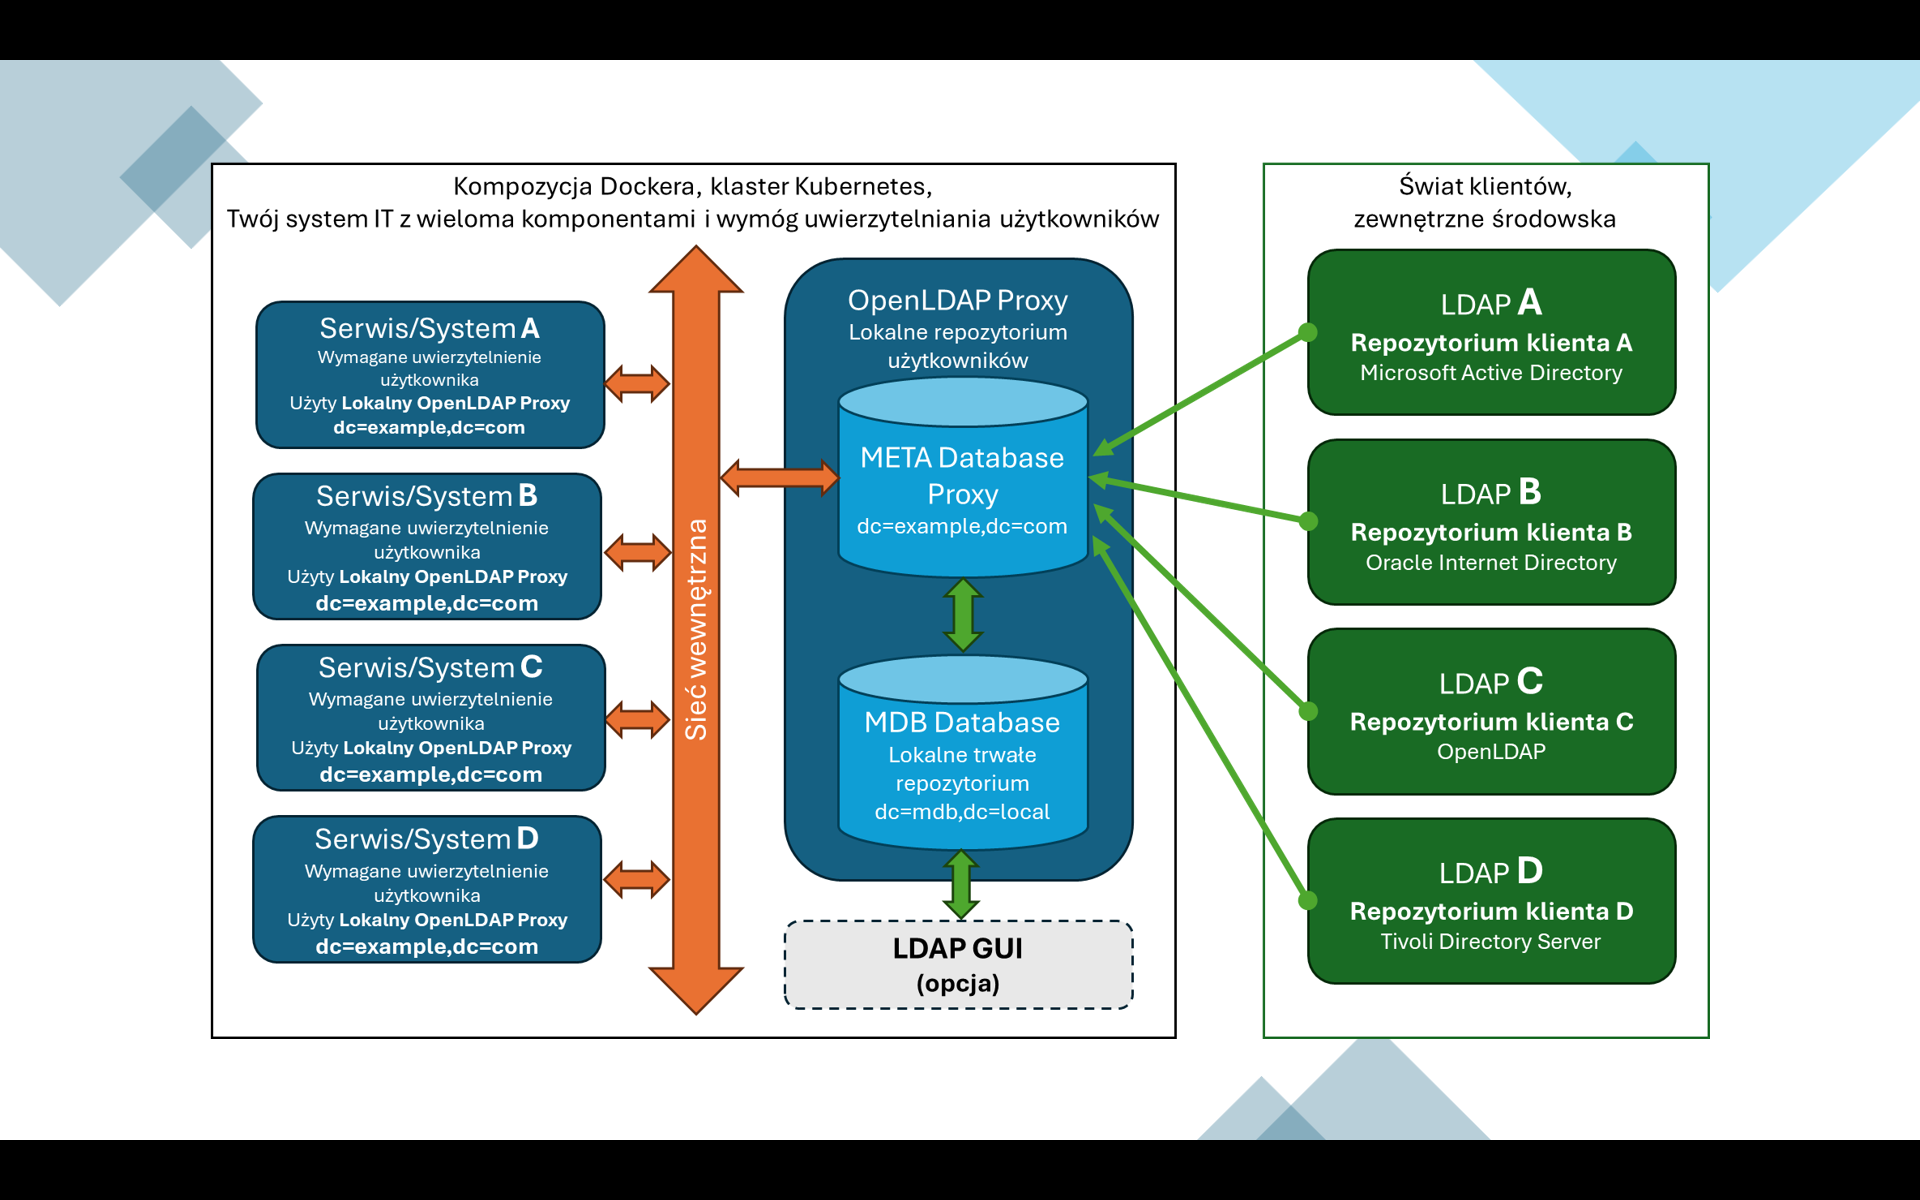 Kompozycja Dockera, klaster Kubernetes,
Twój system IT z wieloma komponentami i wymóg uwierzytelniania użytkowników
Serwis/System A
Wymagane uwierzytelnienie
użytkownika
Użyty Lokalny OpenLDAP Proxy
dc=example,dc=com
Serwis/System B
Wymagane uwierzytelnienie
użytkownika
Użyty Lokalny OpenLDAP Proxy
dc=example,dc=com
Serwis/System C
Wymagane uwierzytelnienie
użytkownika
Użyty Lokalny OpenLDAP Proxy
dc=example,dc=com
Serwis/System D
Wymagane uwierzytelnienie
użytkownika
Użyty Lokalny OpenLDAP Proxy
dc=example,dc=com
Sieć wewnętrzna
OpenLDAP Proxy
Lokalne repozytorium
użytkowników
META Database
Proxy
dc=example,dc=com
MDB Database
Lokalne trwałe
repozytorium
dc=mdb,dc=local
LDAP GUI
(opcja)
Świat klientów,
zewnętrzne środowska
LDAP A
Repozytorium klienta A
Microsoft Active Directory
LDAP B
Repozytorium klienta B
Oracle Internet Directory
LDAP C
Repozytorium klienta C
OpenLDAP
LDAP D
Repozytorium klienta D
Tivoli Directory Server